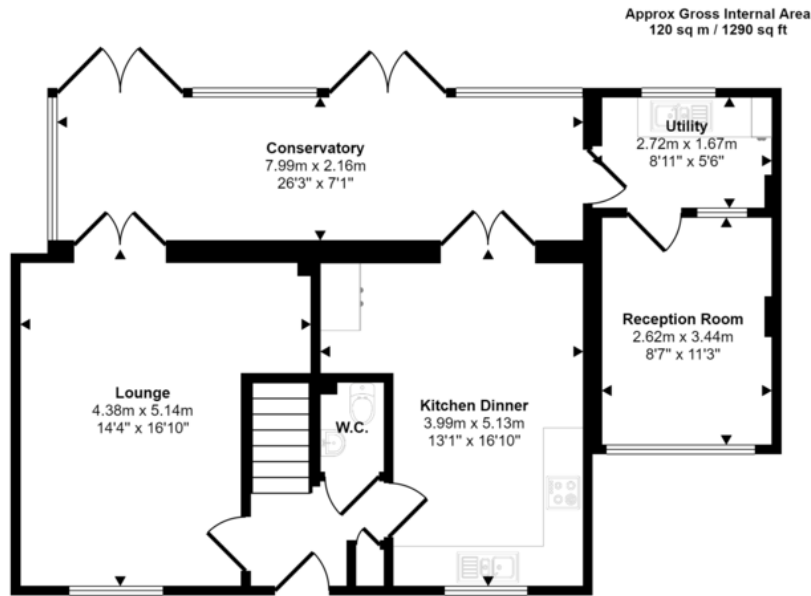 Approx Gross Internal Area
120 sq m / 1290 sq ft
Conservatory
7.99m x 2.16m
26'3" x 7'1"
Utility
2.72m x 1.67m
8'11" x 5'6"
Reception Room
2.62m x 3.44m
8'7" x 11'3"
Lounge
4.38m x 5.14m
14'4" x 16'10"
W.C.
Kitchen Dinner
3.99m x 5.13m
13'1" x 16'10"